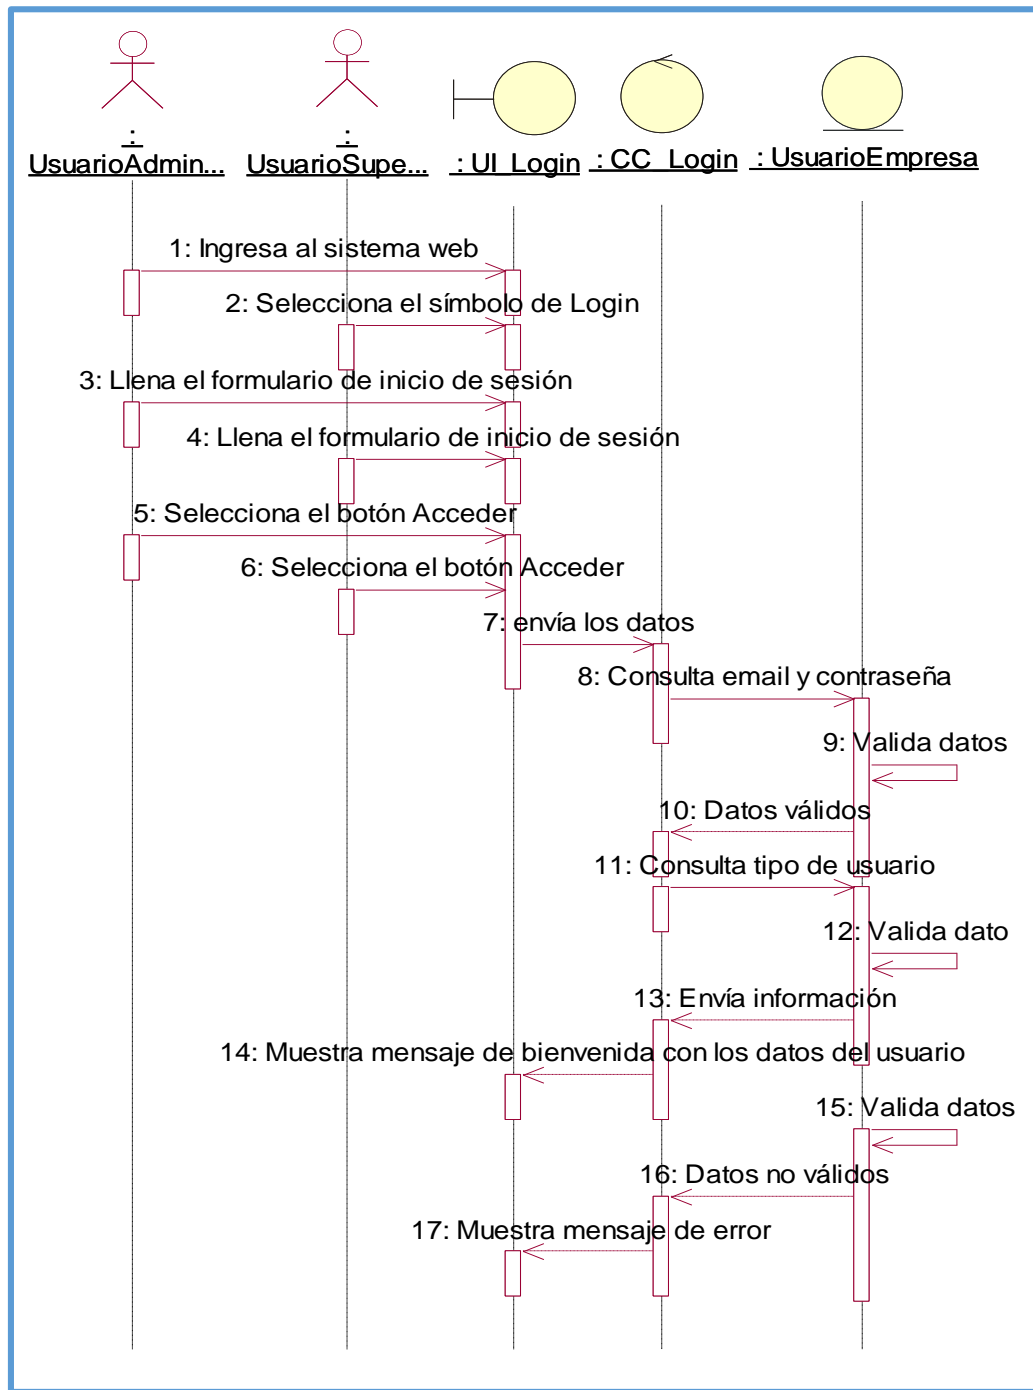 :
UsuarioAdmin...
:
UsuarioSupe...
: UI_Login
: CC_Login
: UsuarioEmpresa
1: Ingresa al sistema web
2: Selecciona el símbolo de Login
3: Llena el formulario de inicio de sesión
4: Llena el formulario de inicio de sesión
5: Selecciona el botón Acceder
6: Selecciona el botón Acceder
7: envía los datos
8: Consulta email y contraseña
9: Valida datos
10: Datos válidos
11: Consulta tipo de usuario
12: Valida dato
13: Envía información
14: Muestra mensaje de bienvenida con los datos del usuario
15: Valida datos
16: Datos no válidos
17: Muestra mensaje de error